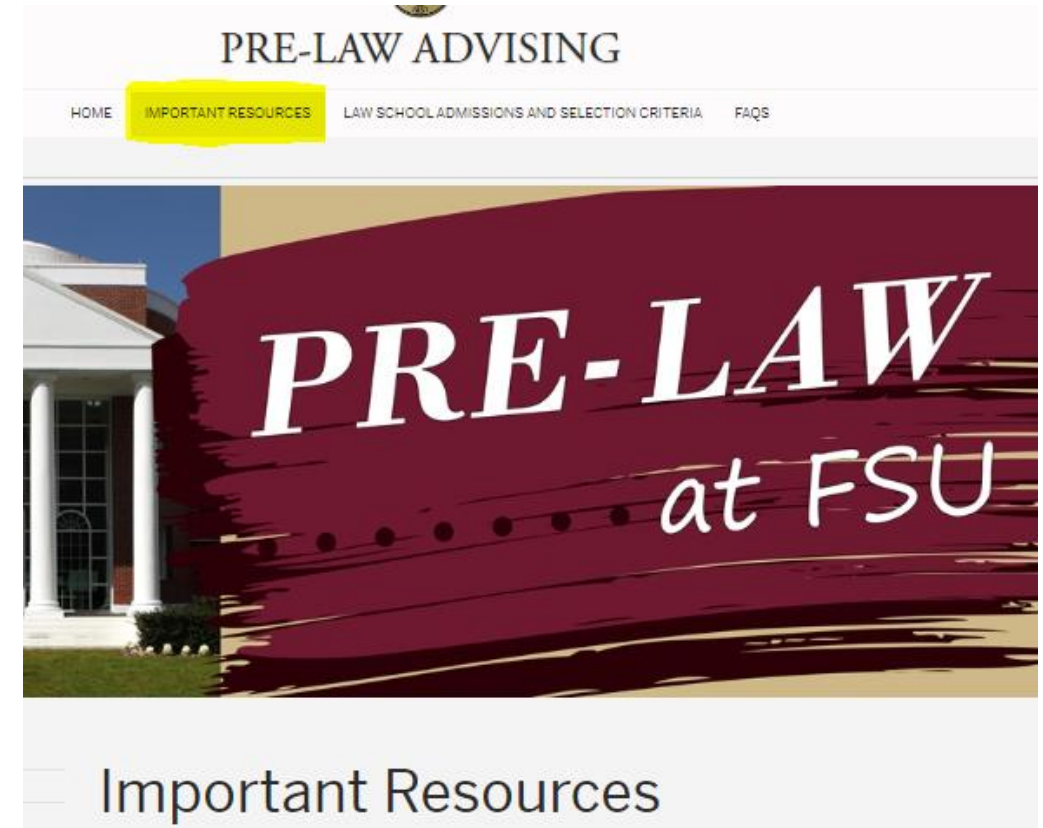 PRE-LAW ADVISING
HOME IMPORTANT RESOURCES LAW SCHOOL ADMISSIONS AND SELECTION CRITERIA FAQS
PRE-LAW
at FSU
Important Resources